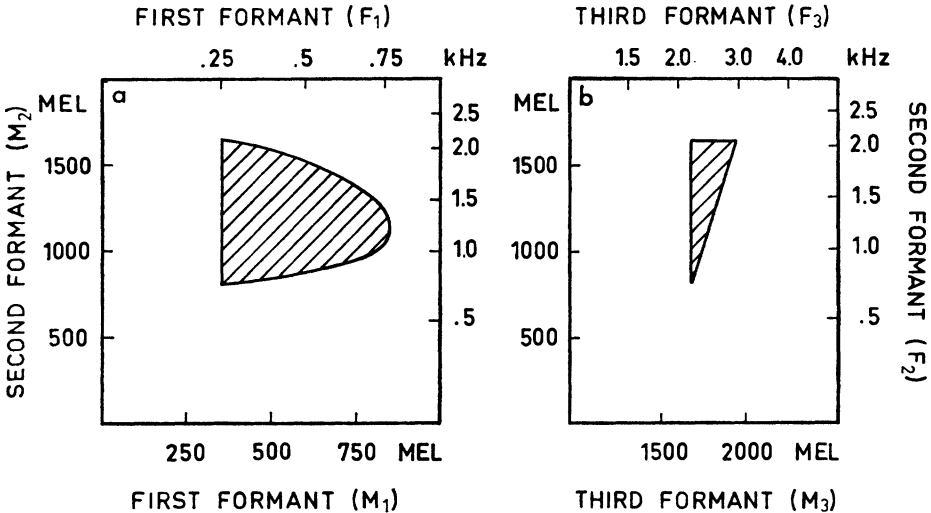 FIRST FORMANT (F₁)
.25 .5 .75 kHz
a
MEL
1500
1000
500
SECOND FORMANT (M₂)
2.5
2.0
1.5
1.0
.5
250 500 750 MEL
FIRST FORMANT (M₁)
THIRD FORMANT (F₃)
1.5 2.0 3.0 4.0 kHz
b
MEL
1500
1000
500
2.5
2.0
1.5
1.0
.5
SECOND FORMANT (F₂)
1500 2000 MEL
THIRD FORMANT (M₃)